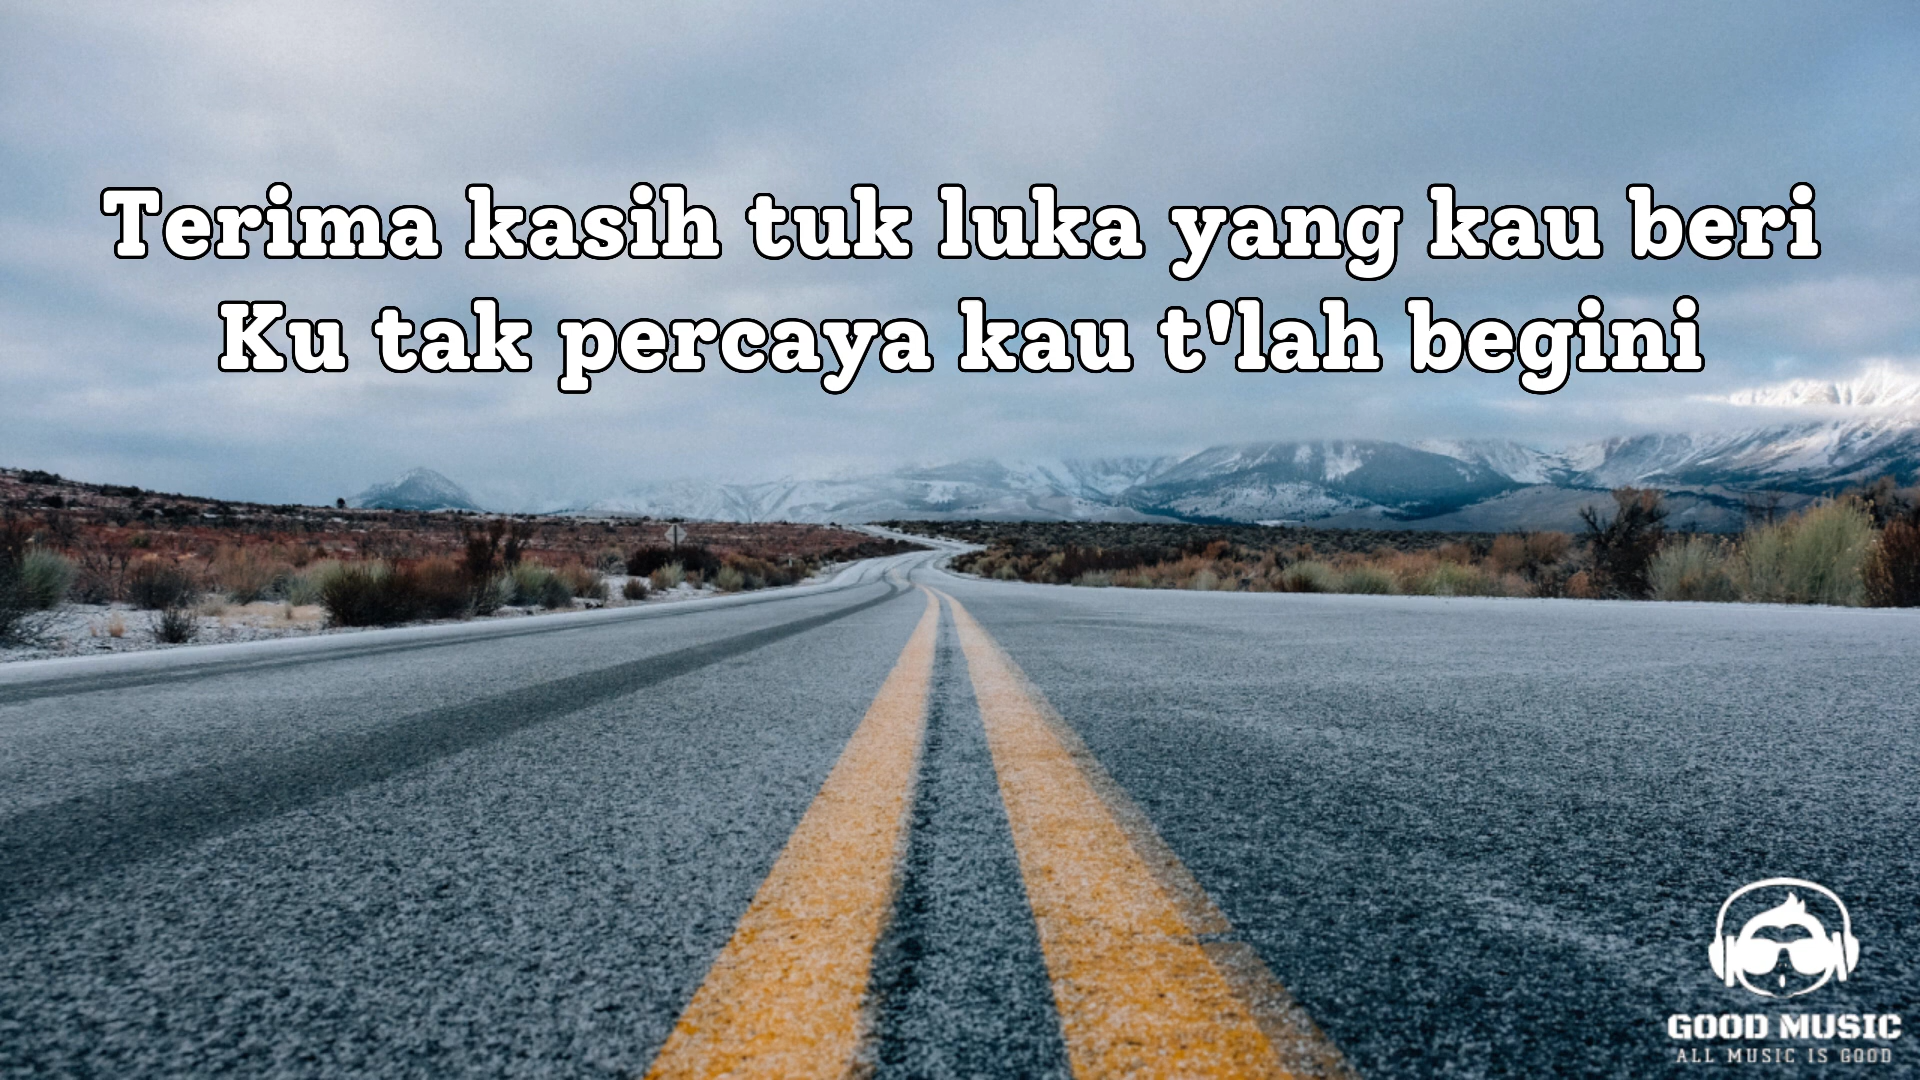 Terima kasih tuk luka yang kau beri
Ku tak percaya kau t'lah begini
GOOD MUSIC
ALL MUSIC IS GOOD